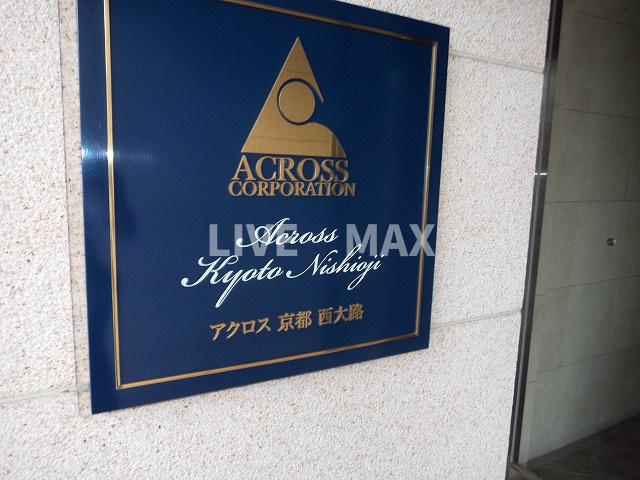 ACROSS
CORPORATION
Across
Kyoto Nishioji
LIVE MAX
アクロス 京都 西大路